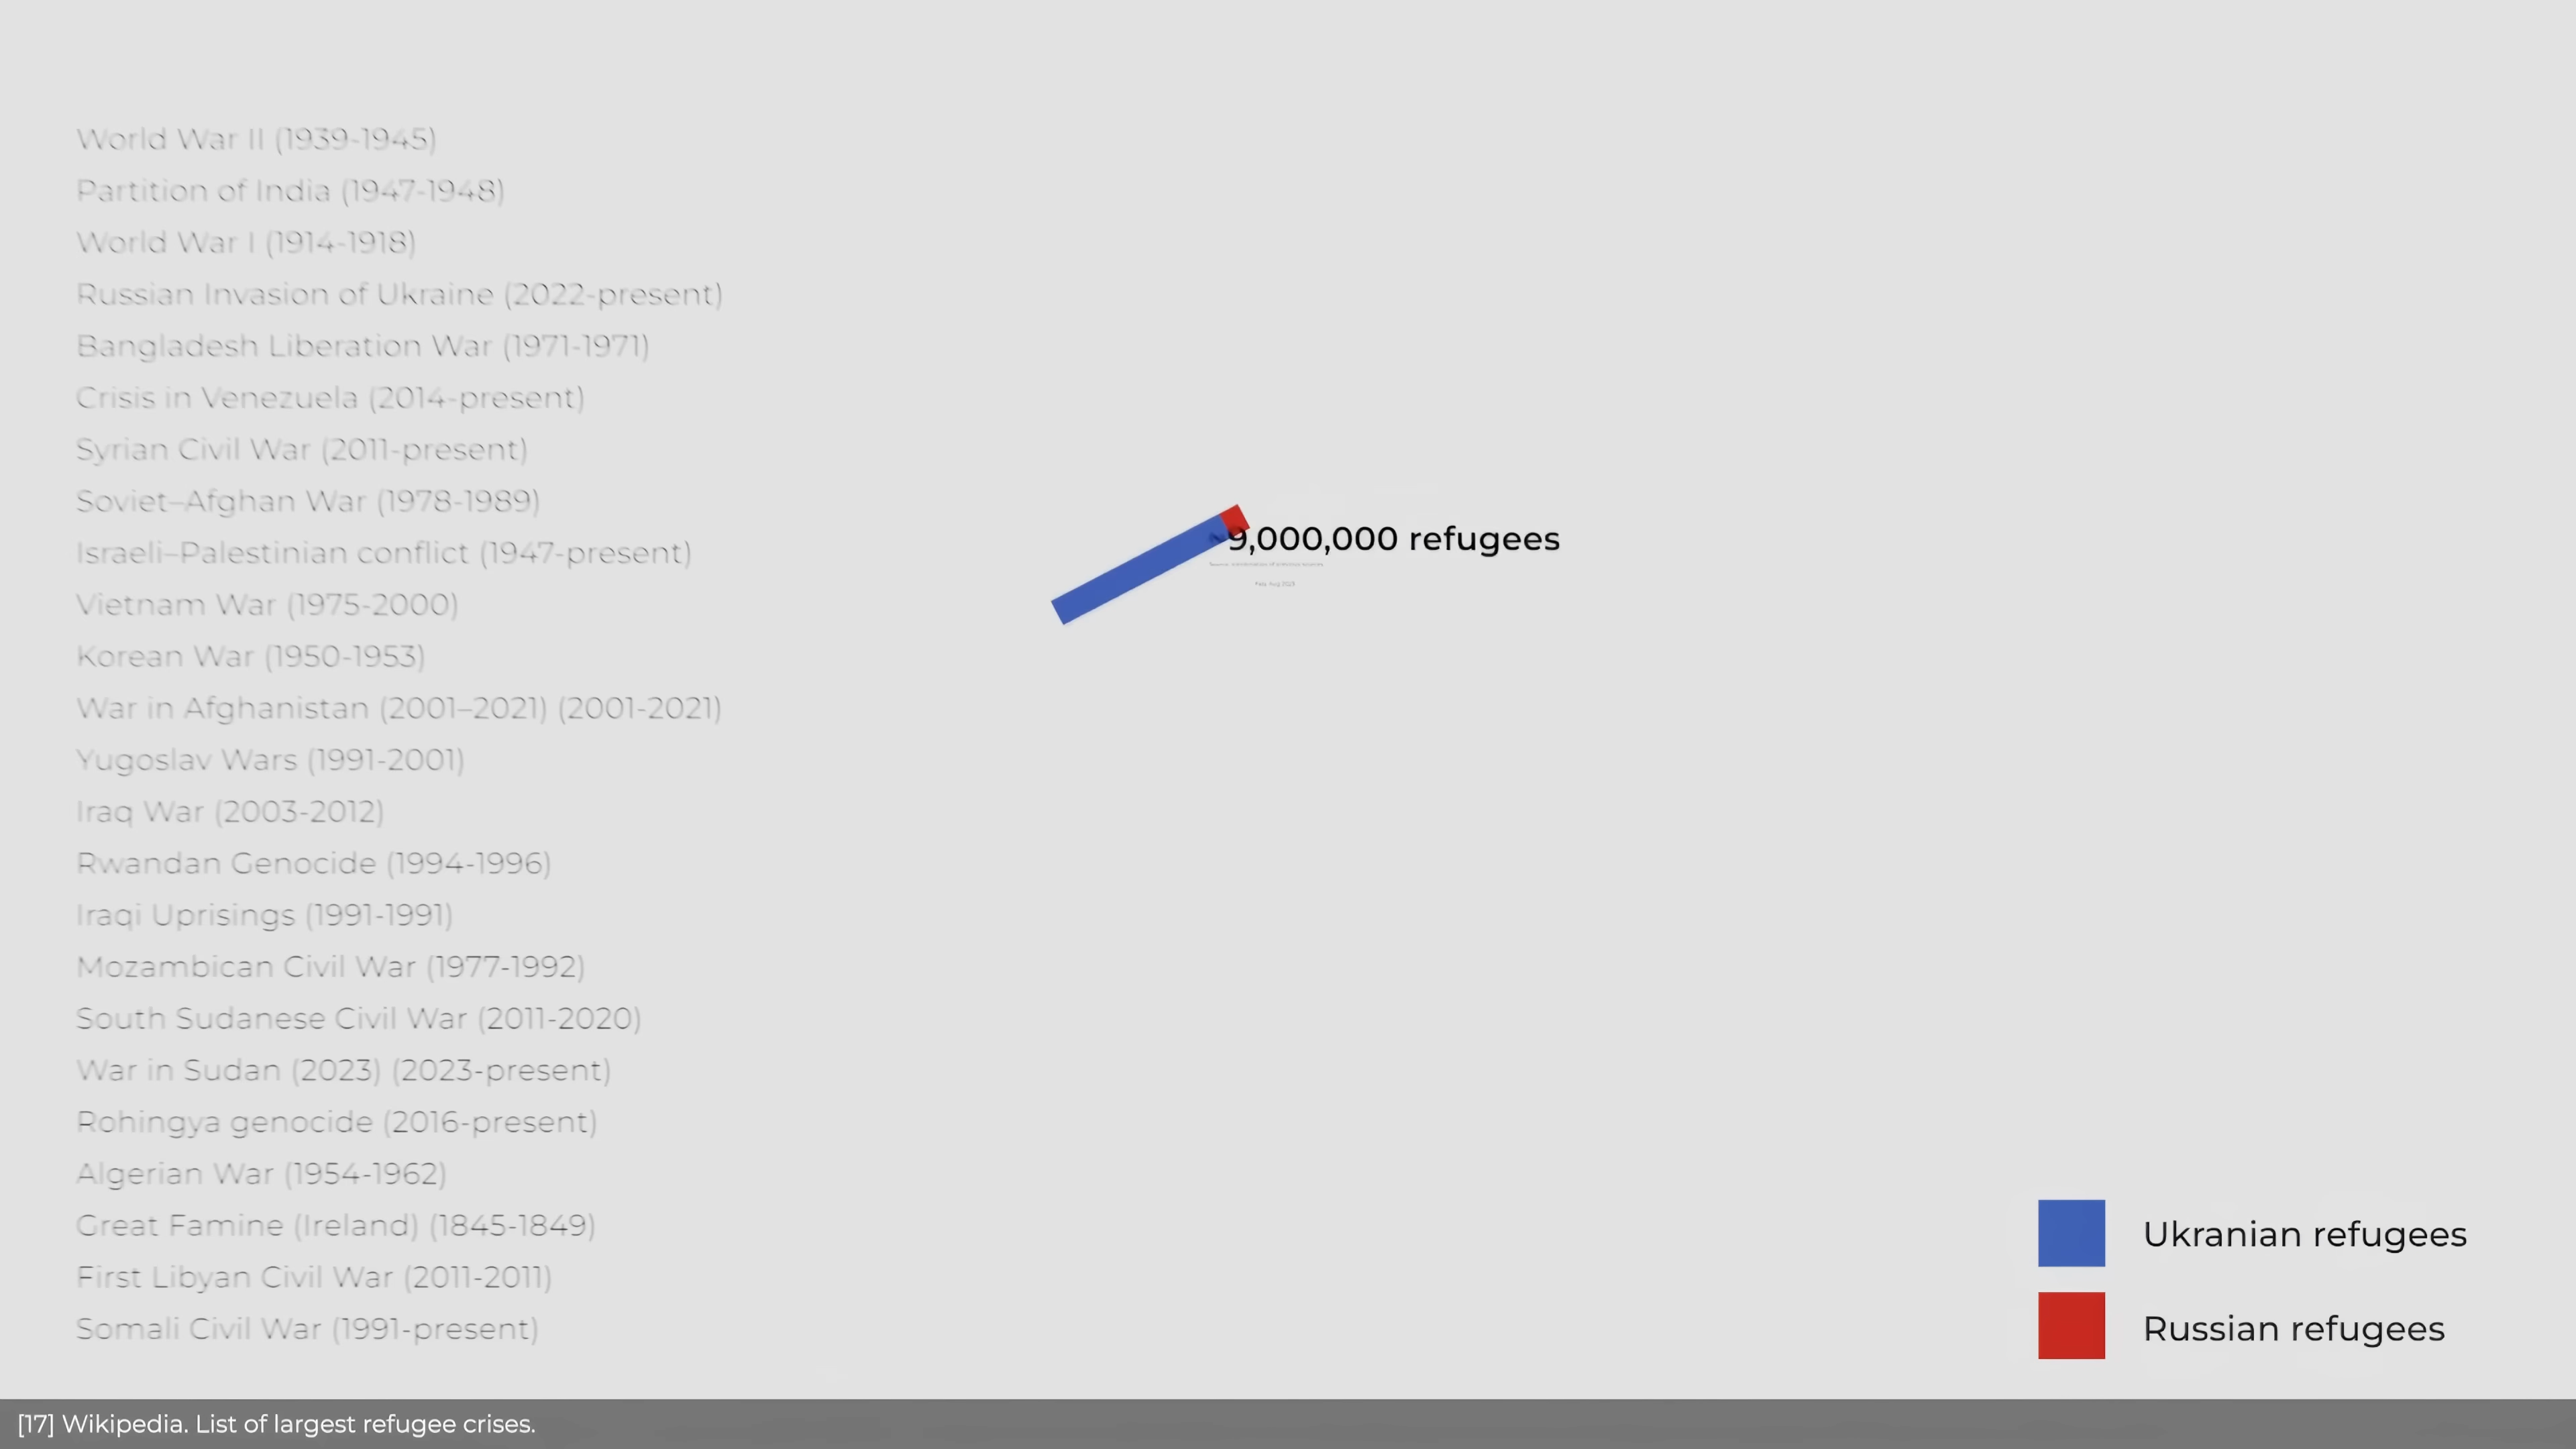 World War II (1939-1945)
Partition of India (1947-1948)
World War I (1914-1918)
Russian Invasion of Ukraine (2022-present)
Bangladesh Liberation War (1971-1971)
Crisis in Venezuela (2014-present)
Syrian Civil War (2011-present)
Soviet–Afghan War (1978-1989)
Israeli–Palestinian conflict (1947-present)
Vietnam War (1975-2000)
Korean War (1950-1953)
War in Afghanistan (2001–2021) (2001-2021)
Yugoslav Wars (1991-2001)
Iraq War (2003-2012)
Rwandan Genocide (1994-1996)
Iraqi Uprisings (1991-1991)
Mozambican Civil War (1977-1992)
South Sudanese Civil War (2011-2020)
War in Sudan (2023) (2023-present)
Rohingya genocide (2016-present)
Algerian War (1954-1962)
Great Famine (Ireland) (1845-1849)
First Libyan Civil War (2011-2011)
Somali Civil War (1991-present)
~9,000,000 refugees
Ukranian refugees
Russian refugees
[17] Wikipedia. List of largest refugee crises.